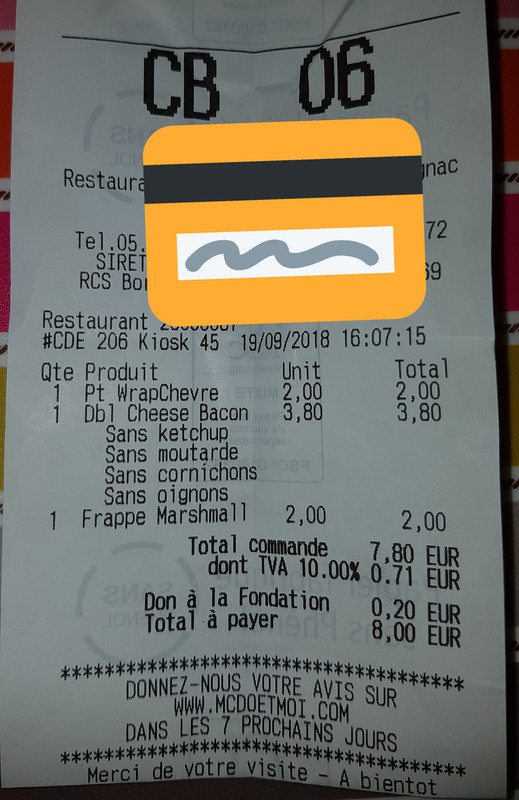 CB 06
Restaura gnac
72
Tel.05.
SIRET
RCS Bor 69
Restaurant
#CDE 206 Kiosk 45 19/09/2018 16:07:15
Qte Produit Unit Total
1 Pt WrapChevre 2,00 2,00
1 Dbl Cheese Bacon 3,80 3,80
Sans ketchup
Sans moutarde
Sans cornichons
Sans oignons
1 Frappe Marshmall 2,00 2,00
Total commande 7,80 EUR
dont TVA 10.00% 0.71 EUR
Don à la Fondation 0,20 EUR
Total à payer 8,00 EUR
****************************************
DONNEZ-NOUS VOTRE AVIS SUR
WWW.MCDOETMOI.COM
DANS LES 7 PROCHAINS JOURS
****************************************
Merci de votre visite - A bientot